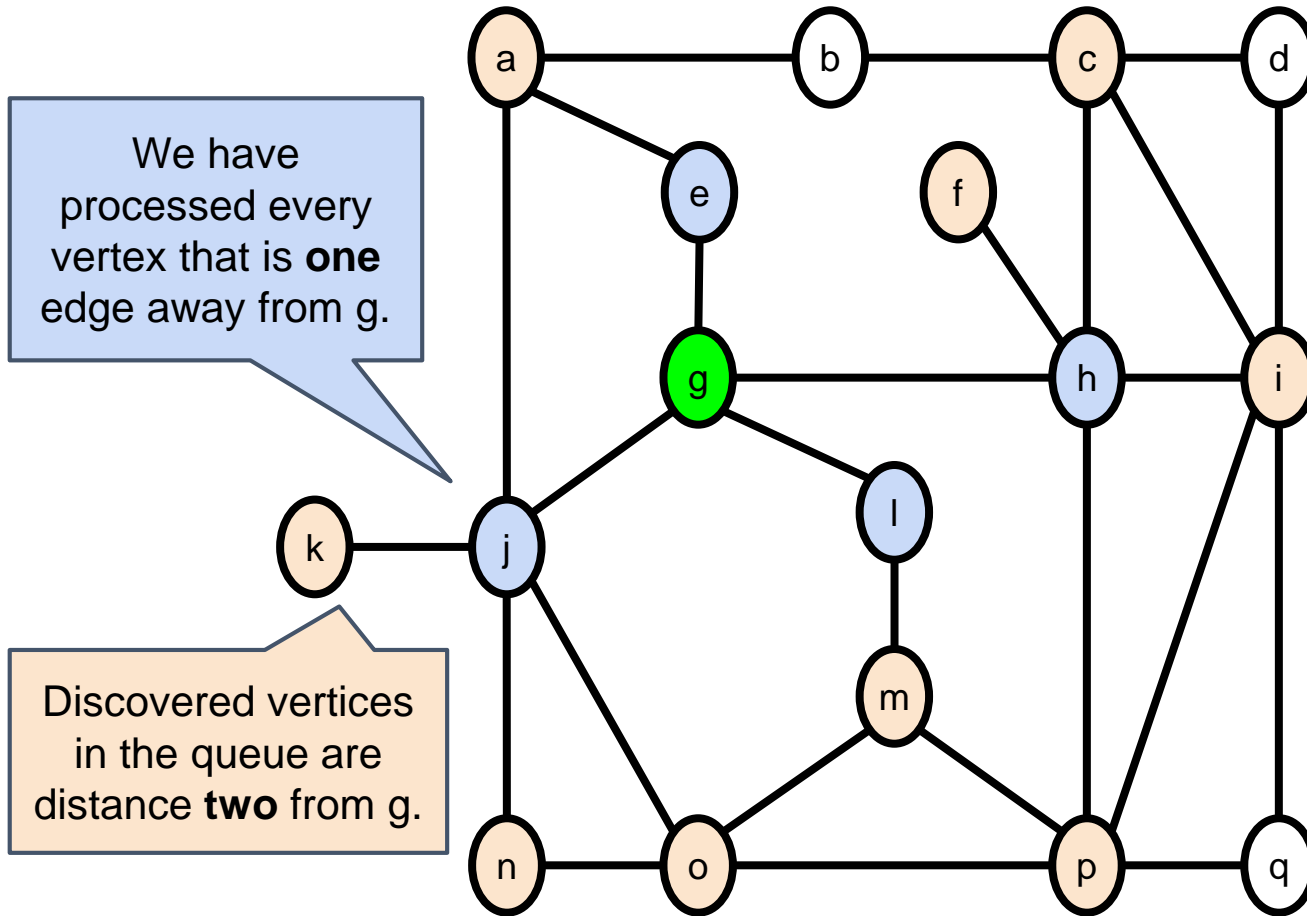 a
b
c
d
We have
processed every
vertex that is one
edge away from g.
e
f
g
h
i
k
j
l
Discovered vertices
in the queue are
distance two from g.
m
n
o
p
q